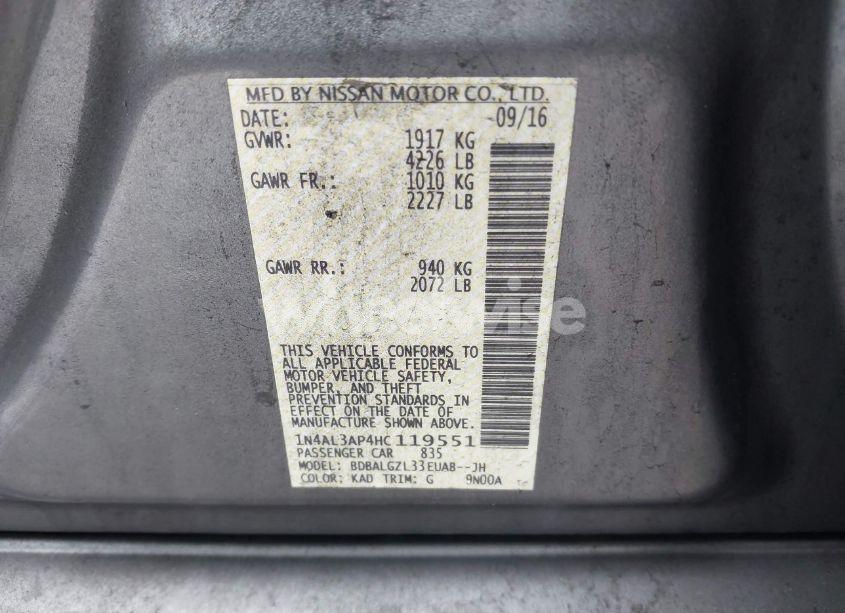 MFD BY NISSAN MOTOR CO., LTD.
DATE: 09/16
GVWR: 1917 KG
4226 LB
GAWR FR.: 1010 KG
2227 LB
GAWR RR.: 940 KG
2072 LB
THIS VEHICLE CONFORMS TO
ALL APPLICABLE FEDERAL
MOTOR VEHICLE SAFETY,
BUMPER, AND THEFT
PREVENTION STANDARDS IN
EFFECT ON THE DATE OF
MANUFACTURE SHOWN ABOVE.
1N4AL3AP4HC119551
PASSENGER CAR 835
MODEL: BDBALGZL33EUAB--JH
COLOR: KAD TRIM: G 9N00A